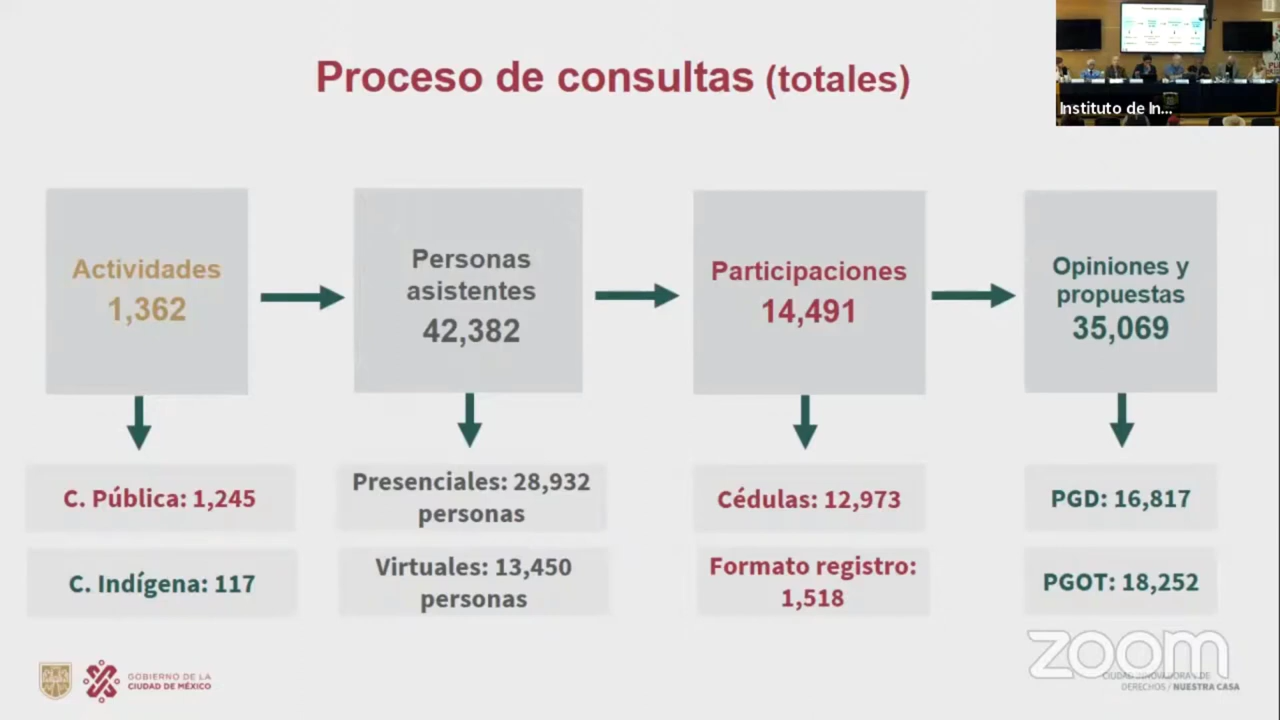 Proceso de consultas (totales)
Instituto de In...
Actividades
1,362
Personas
asistentes
42,382
Participaciones
14,491
Opiniones y
propuestas
35,069
C. Pública: 1,245
C. Indígena: 117
Presenciales: 28,932
personas
Virtuales: 13,450
personas
Cédulas: 12,973
Formato registro:
1,518
PGD: 16,817
PGOT: 18,252
GOBIERNO DE LA
CIUDAD DE MÉXICO
zoom
CIUDAD INNOVADORA Y DE
DERECHOS / NUESTRA CASA